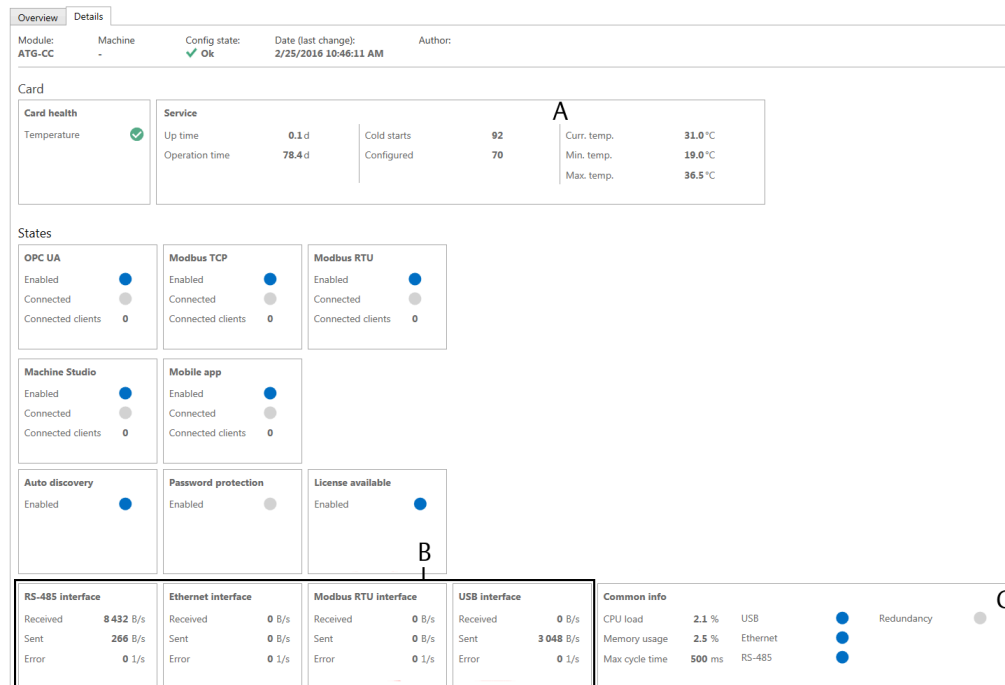 Overview Details
Module: Machine Config state: Date (last change): Author:
ATG-CC - Ok 2/25/2016 10:46:11 AM
Card
Card health Service A
Temperature Up time 0.1 d Cold starts 92 Curr. temp. 31.0 °C
Operation time 78.4 d Configured 70 Min. temp. 19.0 °C
Max. temp. 36.5 °C
States
OPC UA Modbus TCP Modbus RTU
Enabled Enabled Enabled
Connected Connected Connected
Connected clients 0 Connected clients 0 Connected clients 0
Machine Studio Mobile app
Enabled Enabled
Connected Connected
Connected clients 0 Connected clients 0
Auto discovery Password protection License available
Enabled Enabled Enabled
B
RS-485 interface Ethernet interface Modbus RTU interface USB interface Common info
Received 8 432 B/s Received 0 B/s Received 0 B/s Received 0 B/s CPU load 2.1 % USB Redundancy
Sent 266 B/s Sent 0 B/s Sent 0 B/s Sent 3 048 B/s Memory usage 2.5 % Ethernet
Error 0 1/s Error 0 1/s Error 0 1/s Error 0 1/s Max cycle time 500 ms RS-485